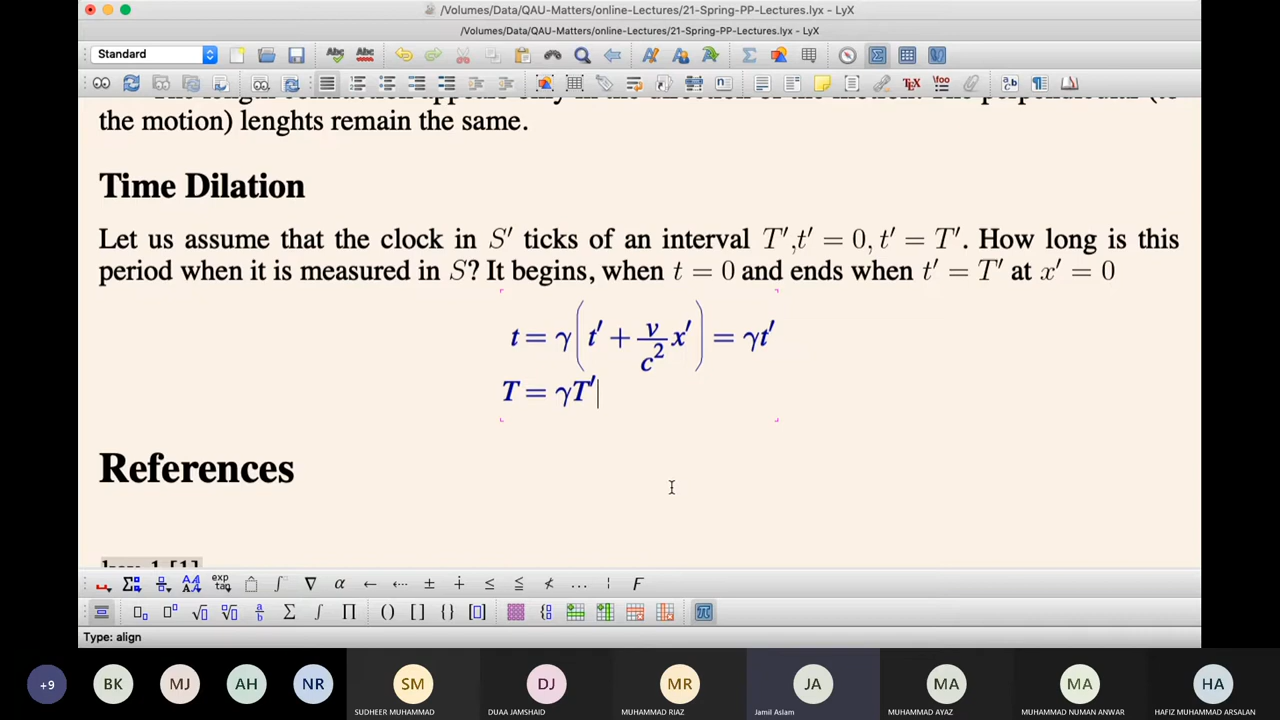 /Volumes/Data/QAU-Matters/online-Lectures/21-Spring-PP-Lectures.lyx - LyX
/Volumes/Data/QAU-Matters/online-Lectures/21-Spring-PP-Lectures.lyx - LyX
Standard
the motion) lenghts remain the same.
Time Dilation
Let us assume that the clock in S′ ticks of an interval T′,t′ = 0, t′ = T′. How long is this
period when it is measured in S? It begins, when t = 0 and ends when t′ = T′ at x′ = 0
t = γ(t′ + v/c² x′) = γt′
T = γT′
References
Type: align
+9 BK MJ AH NR SM DJ MR JA MA MA HA
SUDHEER MUHAMMAD DUAA JAMSHAID MUHAMMAD RIAZ Jamil Aslam MUHAMMAD AYAZ MUHAMMAD NUMAN ANWAR HAFIZ MUHAMMAD ARSALAN